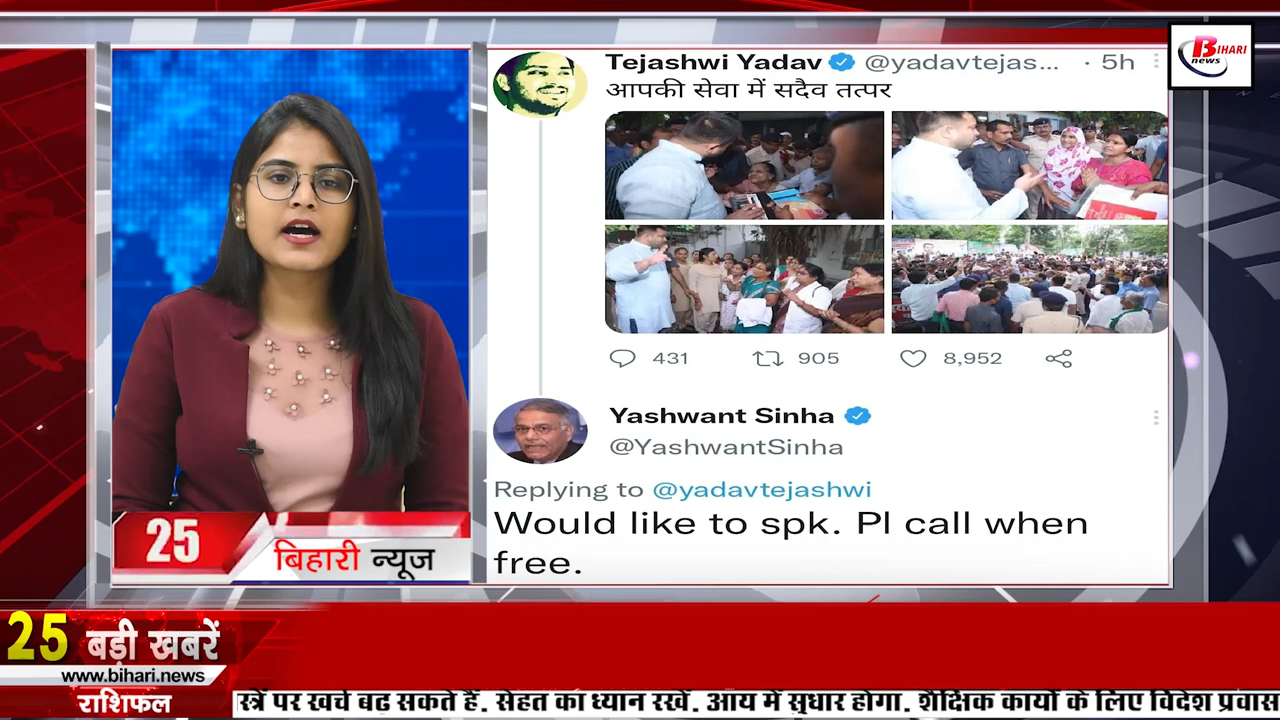 BIHARI
news
Tejashwi Yadav @yadavtejas... · 5h
आपकी सेवा में सदैव तत्पर
431 905 8,952
Yashwant Sinha
@YashwantSinha
Replying to @yadavtejashwi
Would like to spk. Pl call when
free.
25
बिहारी न्यूज
25 बड़ी खबरें
www.bihari.news
राशिफल
स्त्रें पर खर्च बढ़ सकते हैं. सेहत का ध्यान रखें. आय में सुधार होगा. शैक्षिक कार्यों के लिए विदेश प्रवास